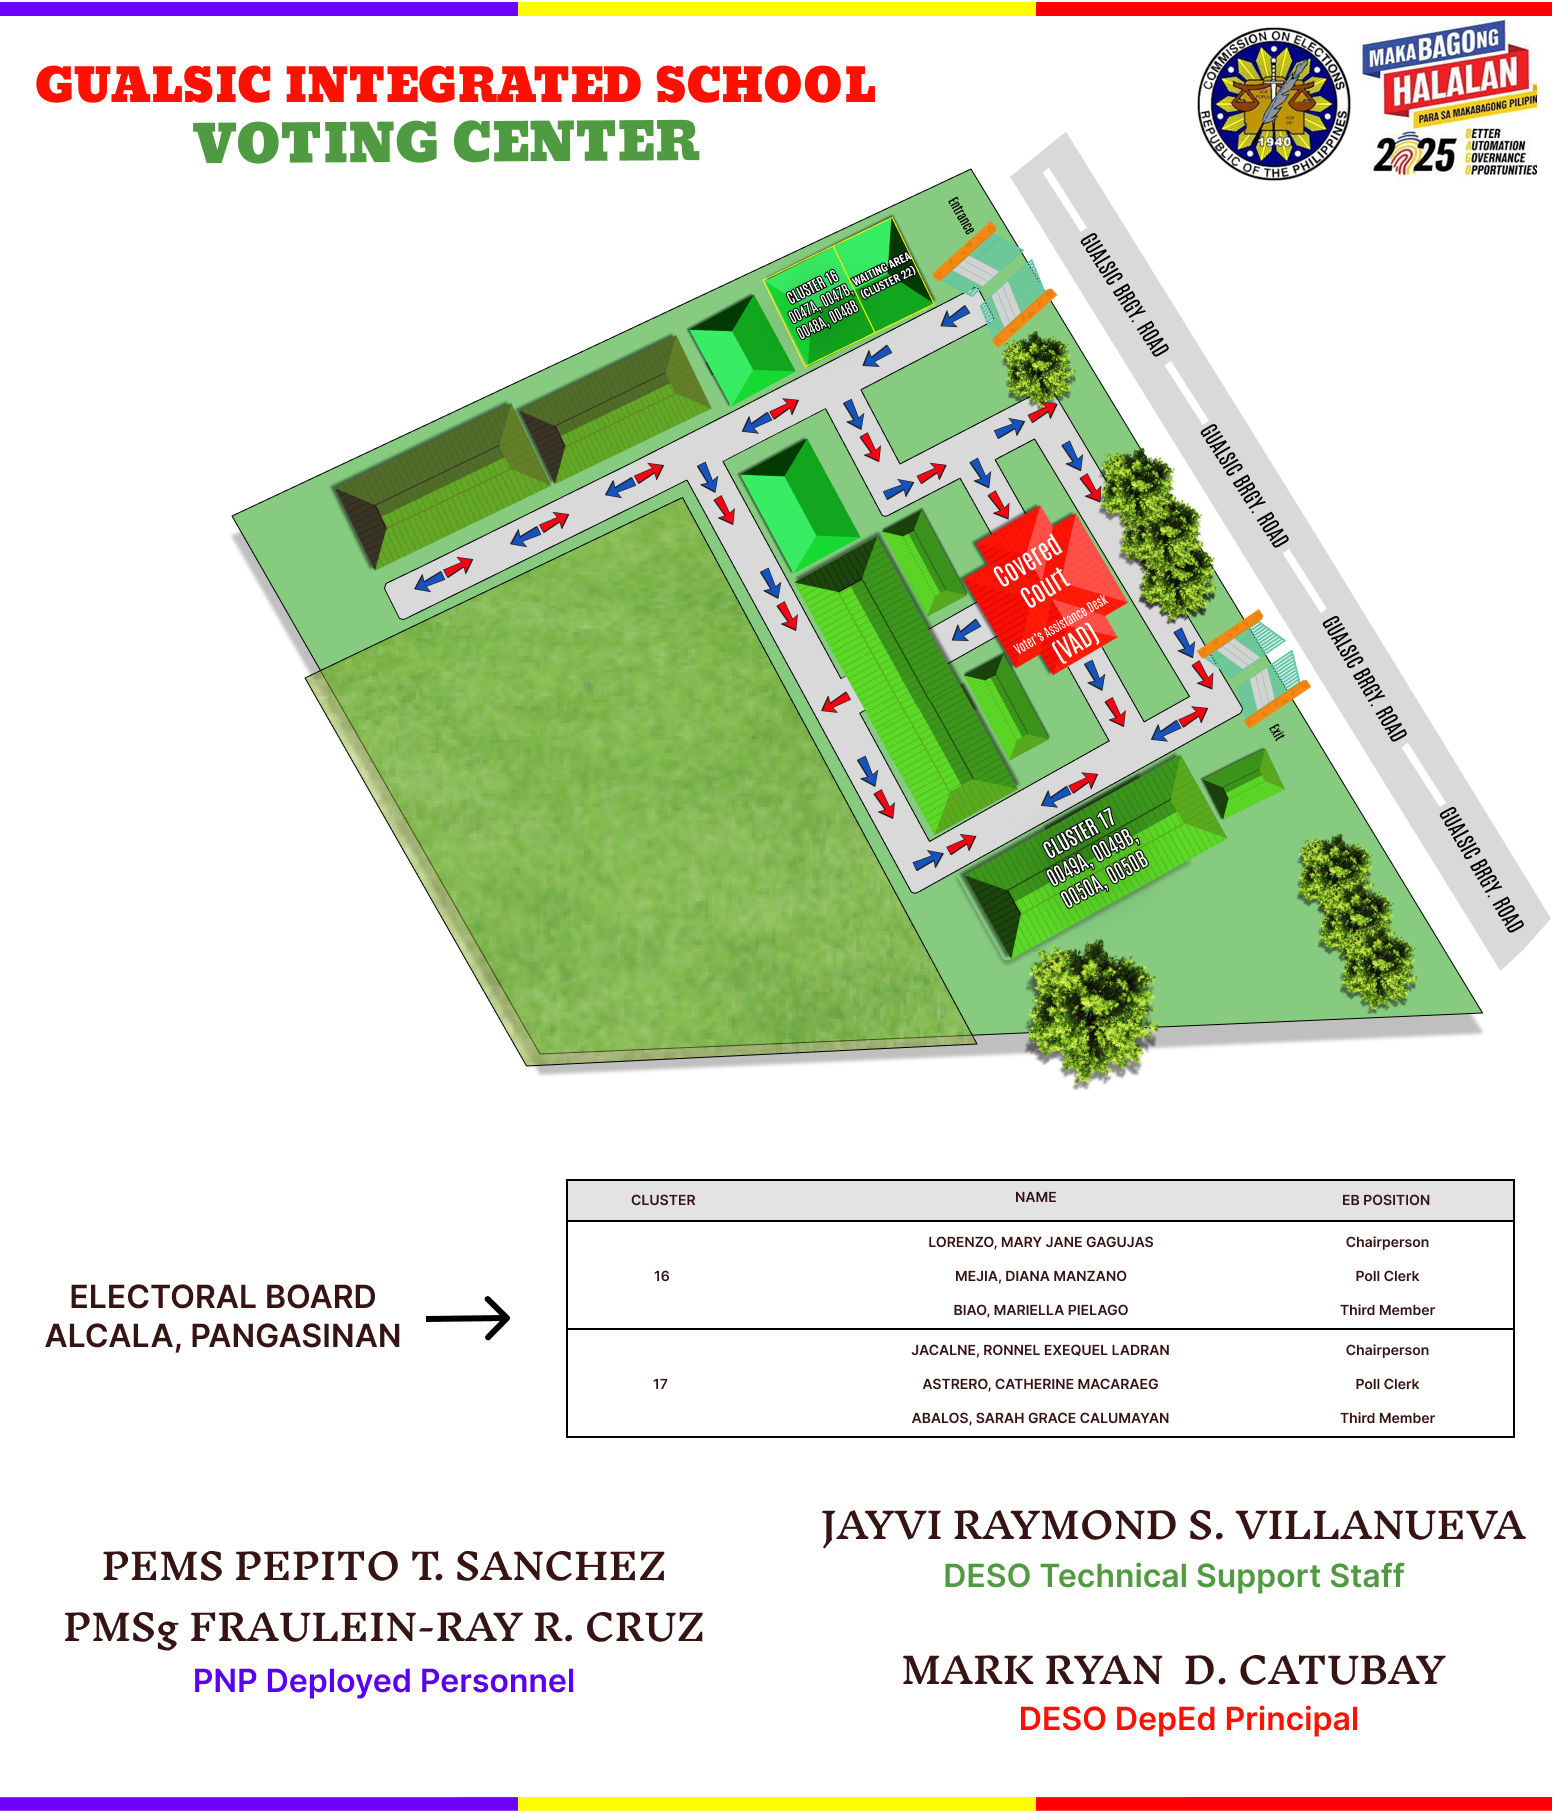 GUALSIC INTEGRATED SCHOOL
VOTING CENTER
COMMISSION ON ELECTIONS
REPUBLIC OF THE PHILIPPINES
1940
MAKABAGONG
HALALAN
PARA SA MAKABAGONG PILIPIN
2025
BETTER
AUTOMATION
GOVERNANCE
OPPORTUNITIES
Entrance
GUALSIC BRGY. ROAD
CLUSTER 16
0047A, 0047B,
0048A, 0048B
WAITING AREA
(CLUSTER 22)
GUALSIC BRGY. ROAD
Covered
Court
Voter's Assistance Desk
(VAD)
GUALSIC BRGY. ROAD
Exit
CLUSTER 17
0049A, 0049B,
0050A, 0050B
GUALSIC BRGY. ROAD
ELECTORAL BOARD
ALCALA, PANGASINAN
CLUSTER NAME EB POSITION
LORENZO, MARY JANE GAGUJAS Chairperson
16 MEJIA, DIANA MANZANO Poll Clerk
BIAO, MARIELLA PIELAGO Third Member
JACALNE, RONNEL EXEQUEL LADRAN Chairperson
17 ASTRERO, CATHERINE MACARAEG Poll Clerk
ABALOS, SARAH GRACE CALUMAYAN Third Member
PEMS PEPITO T. SANCHEZ
PMSg FRAULEIN-RAY R. CRUZ
PNP Deployed Personnel
JAYVI RAYMOND S. VILLANUEVA
DESO Technical Support Staff
MARK RYAN D. CATUBAY
DESO DepEd Principal